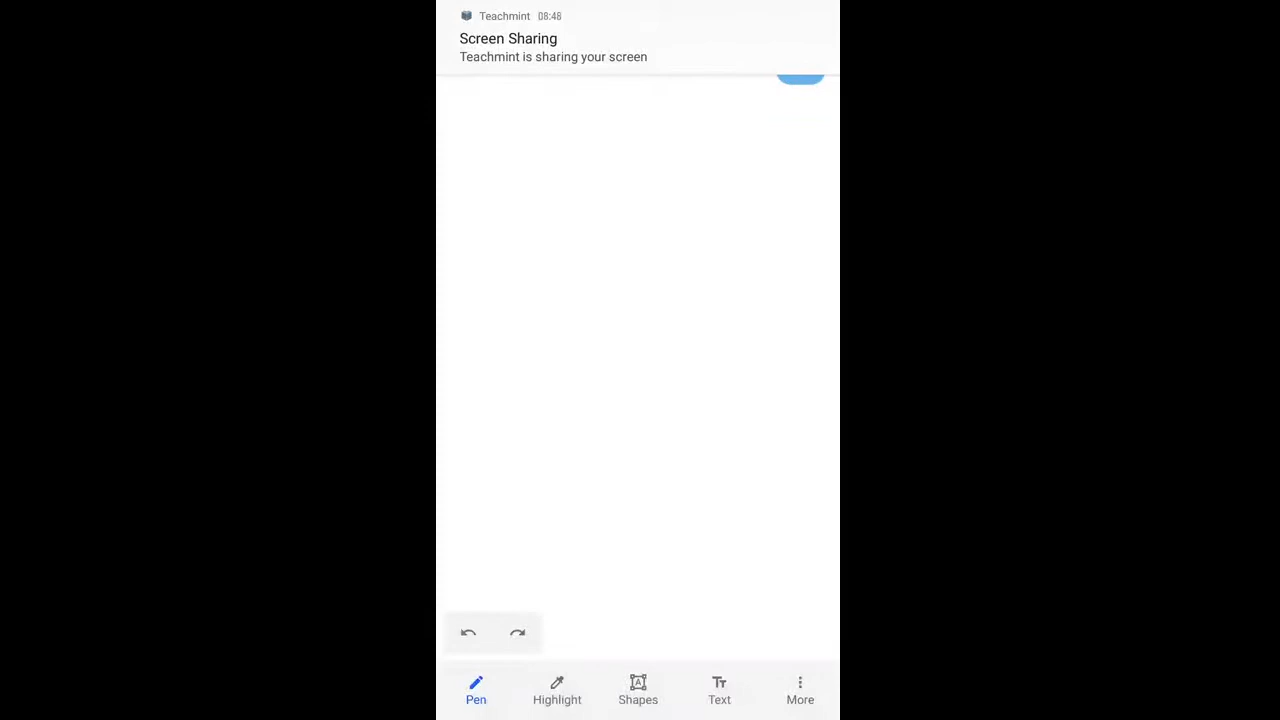 Teachmint 08:48
Screen Sharing
Teachmint is sharing your screen
Pen Highlight Shapes Text More